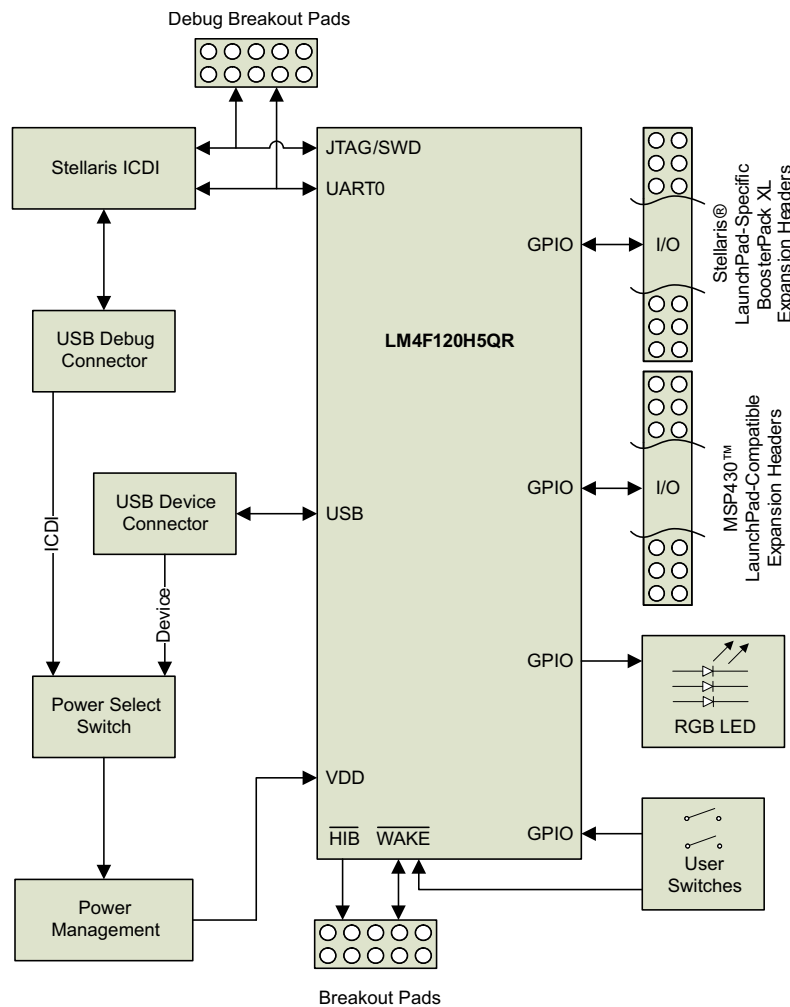 Debug Breakout Pads
Stellaris ICDI
JTAG/SWD
UART0
GPIO
I/O
Stellaris®
LaunchPad-Specific
BoosterPack XL
Expansion Headers
USB Debug
Connector
LM4F120H5QR
ICDI
USB Device
Connector
USB
GPIO
I/O
MSP430™
LaunchPad-Compatible
Expansion Headers
Device
GPIO
RGB LED
Power Select
Switch
VDD
HIB
WAKE
GPIO
User
Switches
Power
Management
Breakout Pads